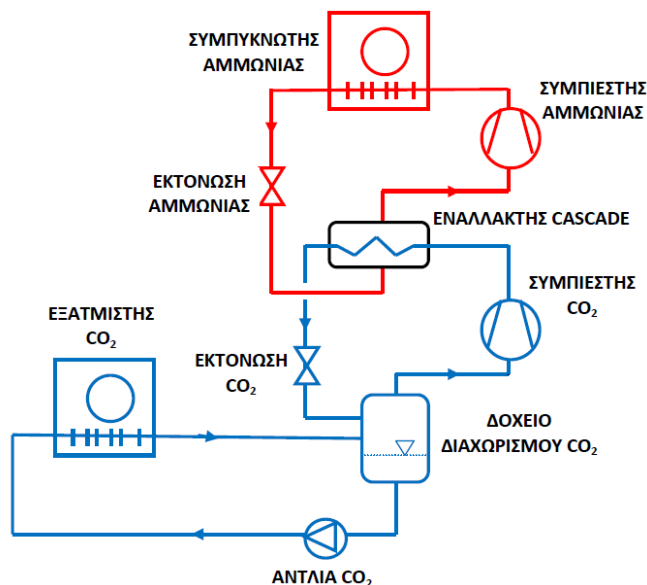 ΣΥΜΠΥΚΝΩΤΗΣ
ΑΜΜΩΝΙΑΣ
ΣΥΜΠΙΕΣΤΗΣ
ΑΜΜΩΝΙΑΣ
ΕΚΤΟΝΩΣΗ
ΑΜΜΩΝΙΑΣ
ΕΝΑΛΛΑΚΤΗΣ CASCADE
ΣΥΜΠΙΕΣΤΗΣ
CO₂
ΕΞΑΤΜΙΣΤΗΣ
CO₂
ΕΚΤΟΝΩΣΗ
CO₂
ΔΟΧΕΙΟ
ΔΙΑΧΩΡΙΣΜΟΥ CO₂
ΑΝΤΛΙΑ CO₂